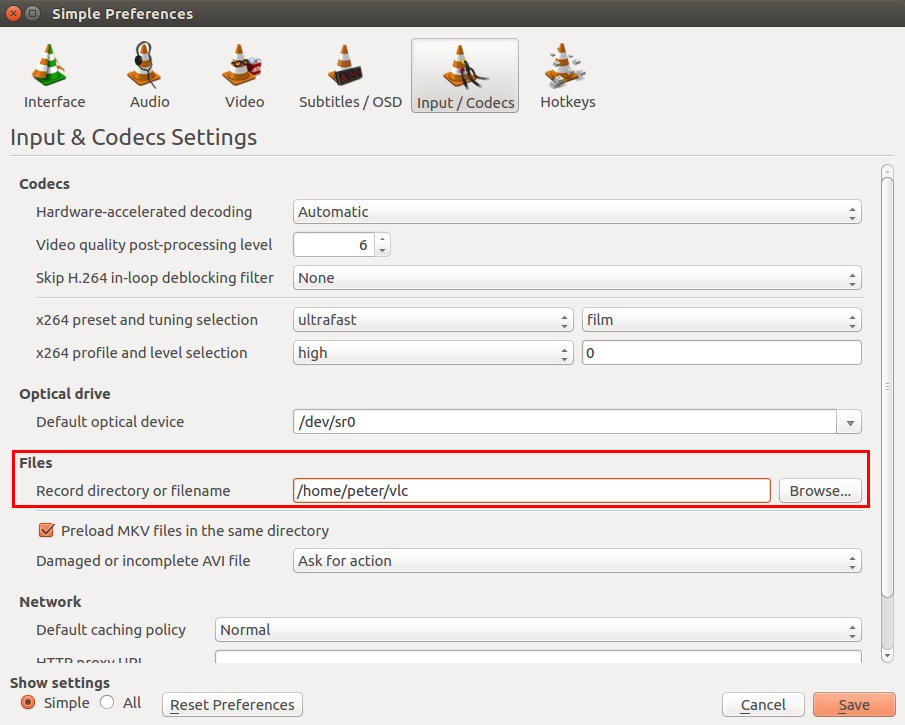 Simple Preferences
Interface Audio Video Subtitles / OSD Input / Codecs Hotkeys
Input & Codecs Settings
Codecs
Hardware-accelerated decoding Automatic
Video quality post-processing level 6
Skip H.264 in-loop deblocking filter None
x264 preset and tuning selection ultrafast film
x264 profile and level selection high 0
Optical drive
Default optical device /dev/sr0
Files
Record directory or filename /home/peter/vlc Browse...
Preload MKV files in the same directory
Damaged or incomplete AVI file Ask for action
Network
Default caching policy Normal
HTTP proxy URL
Show settings
Simple All Reset Preferences Cancel Save